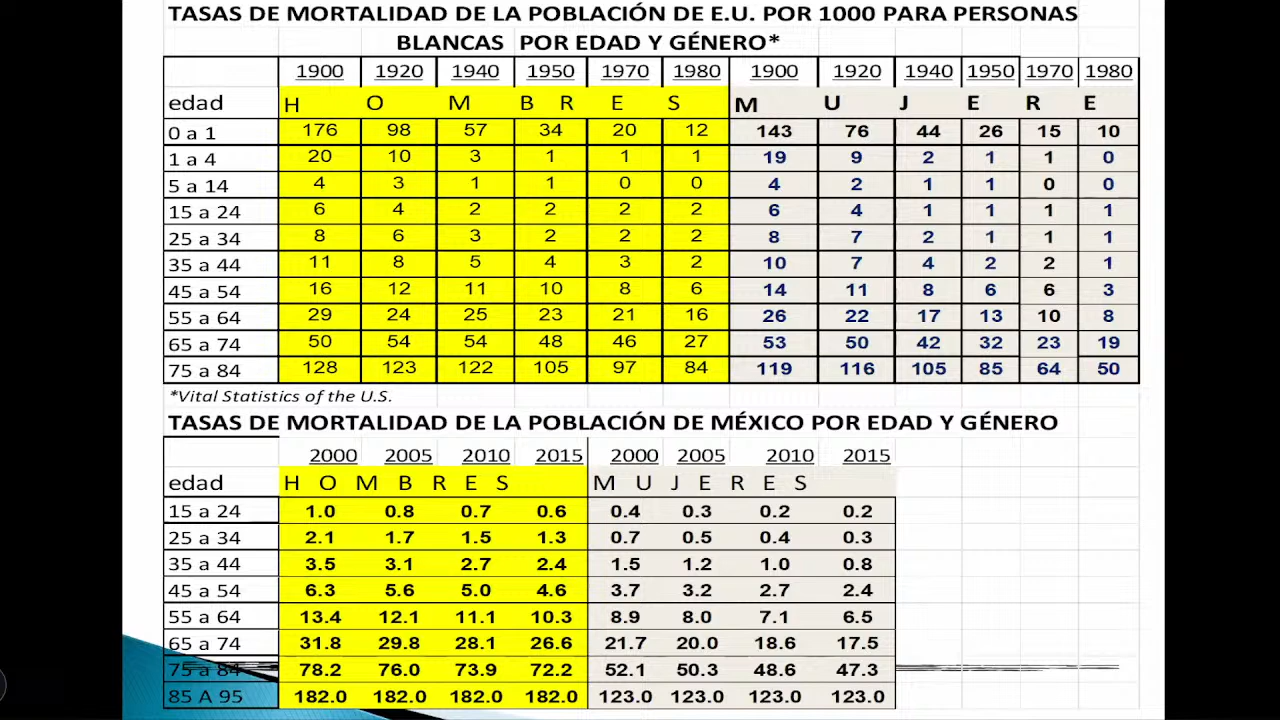 TASAS DE MORTALIDAD DE LA POBLACIÓN DE E.U. POR 1000 PARA PERSONAS
BLANCAS POR EDAD Y GÉNERO*
1900 1920 1940 1950 1970 1980 1900 1920 1940 1950 1970 1980
edad H O M B R E S M U J E R E
0 a 1 176 98 57 34 20 12 143 76 44 26 15 10
1 a 4 20 10 3 1 1 1 19 9 2 1 1 0
5 a 14 4 3 1 1 0 0 4 2 1 1 0 0
15 a 24 6 4 2 2 2 2 6 4 1 1 1 1
25 a 34 8 6 3 2 2 2 8 7 2 1 1 1
35 a 44 11 8 5 4 3 2 10 7 4 2 2 1
45 a 54 16 12 11 10 8 6 14 11 8 6 6 3
55 a 64 29 24 25 23 21 16 26 22 17 13 10 8
65 a 74 50 54 54 48 46 27 53 50 42 32 23 19
75 a 84 128 123 122 105 97 84 119 116 105 85 64 50
*Vital Statistics of the U.S.
TASAS DE MORTALIDAD DE LA POBLACIÓN DE MÉXICO POR EDAD Y GÉNERO
2000 2005 2010 2015 2000 2005 2010 2015
edad H O M B R E S M U J E R E S
15 a 24 1.0 0.8 0.7 0.6 0.4 0.3 0.2 0.2
25 a 34 2.1 1.7 1.5 1.3 0.7 0.5 0.4 0.3
35 a 44 3.5 3.1 2.7 2.4 1.5 1.2 1.0 0.8
45 a 54 6.3 5.6 5.0 4.6 3.7 3.2 2.7 2.4
55 a 64 13.4 12.1 11.1 10.3 8.9 8.0 7.1 6.5
65 a 74 31.8 29.8 28.1 26.6 21.7 20.0 18.6 17.5
75 a 84 78.2 76.0 73.9 72.2 52.1 50.3 48.6 47.3
85 A 95 182.0 182.0 182.0 182.0 123.0 123.0 123.0 123.0